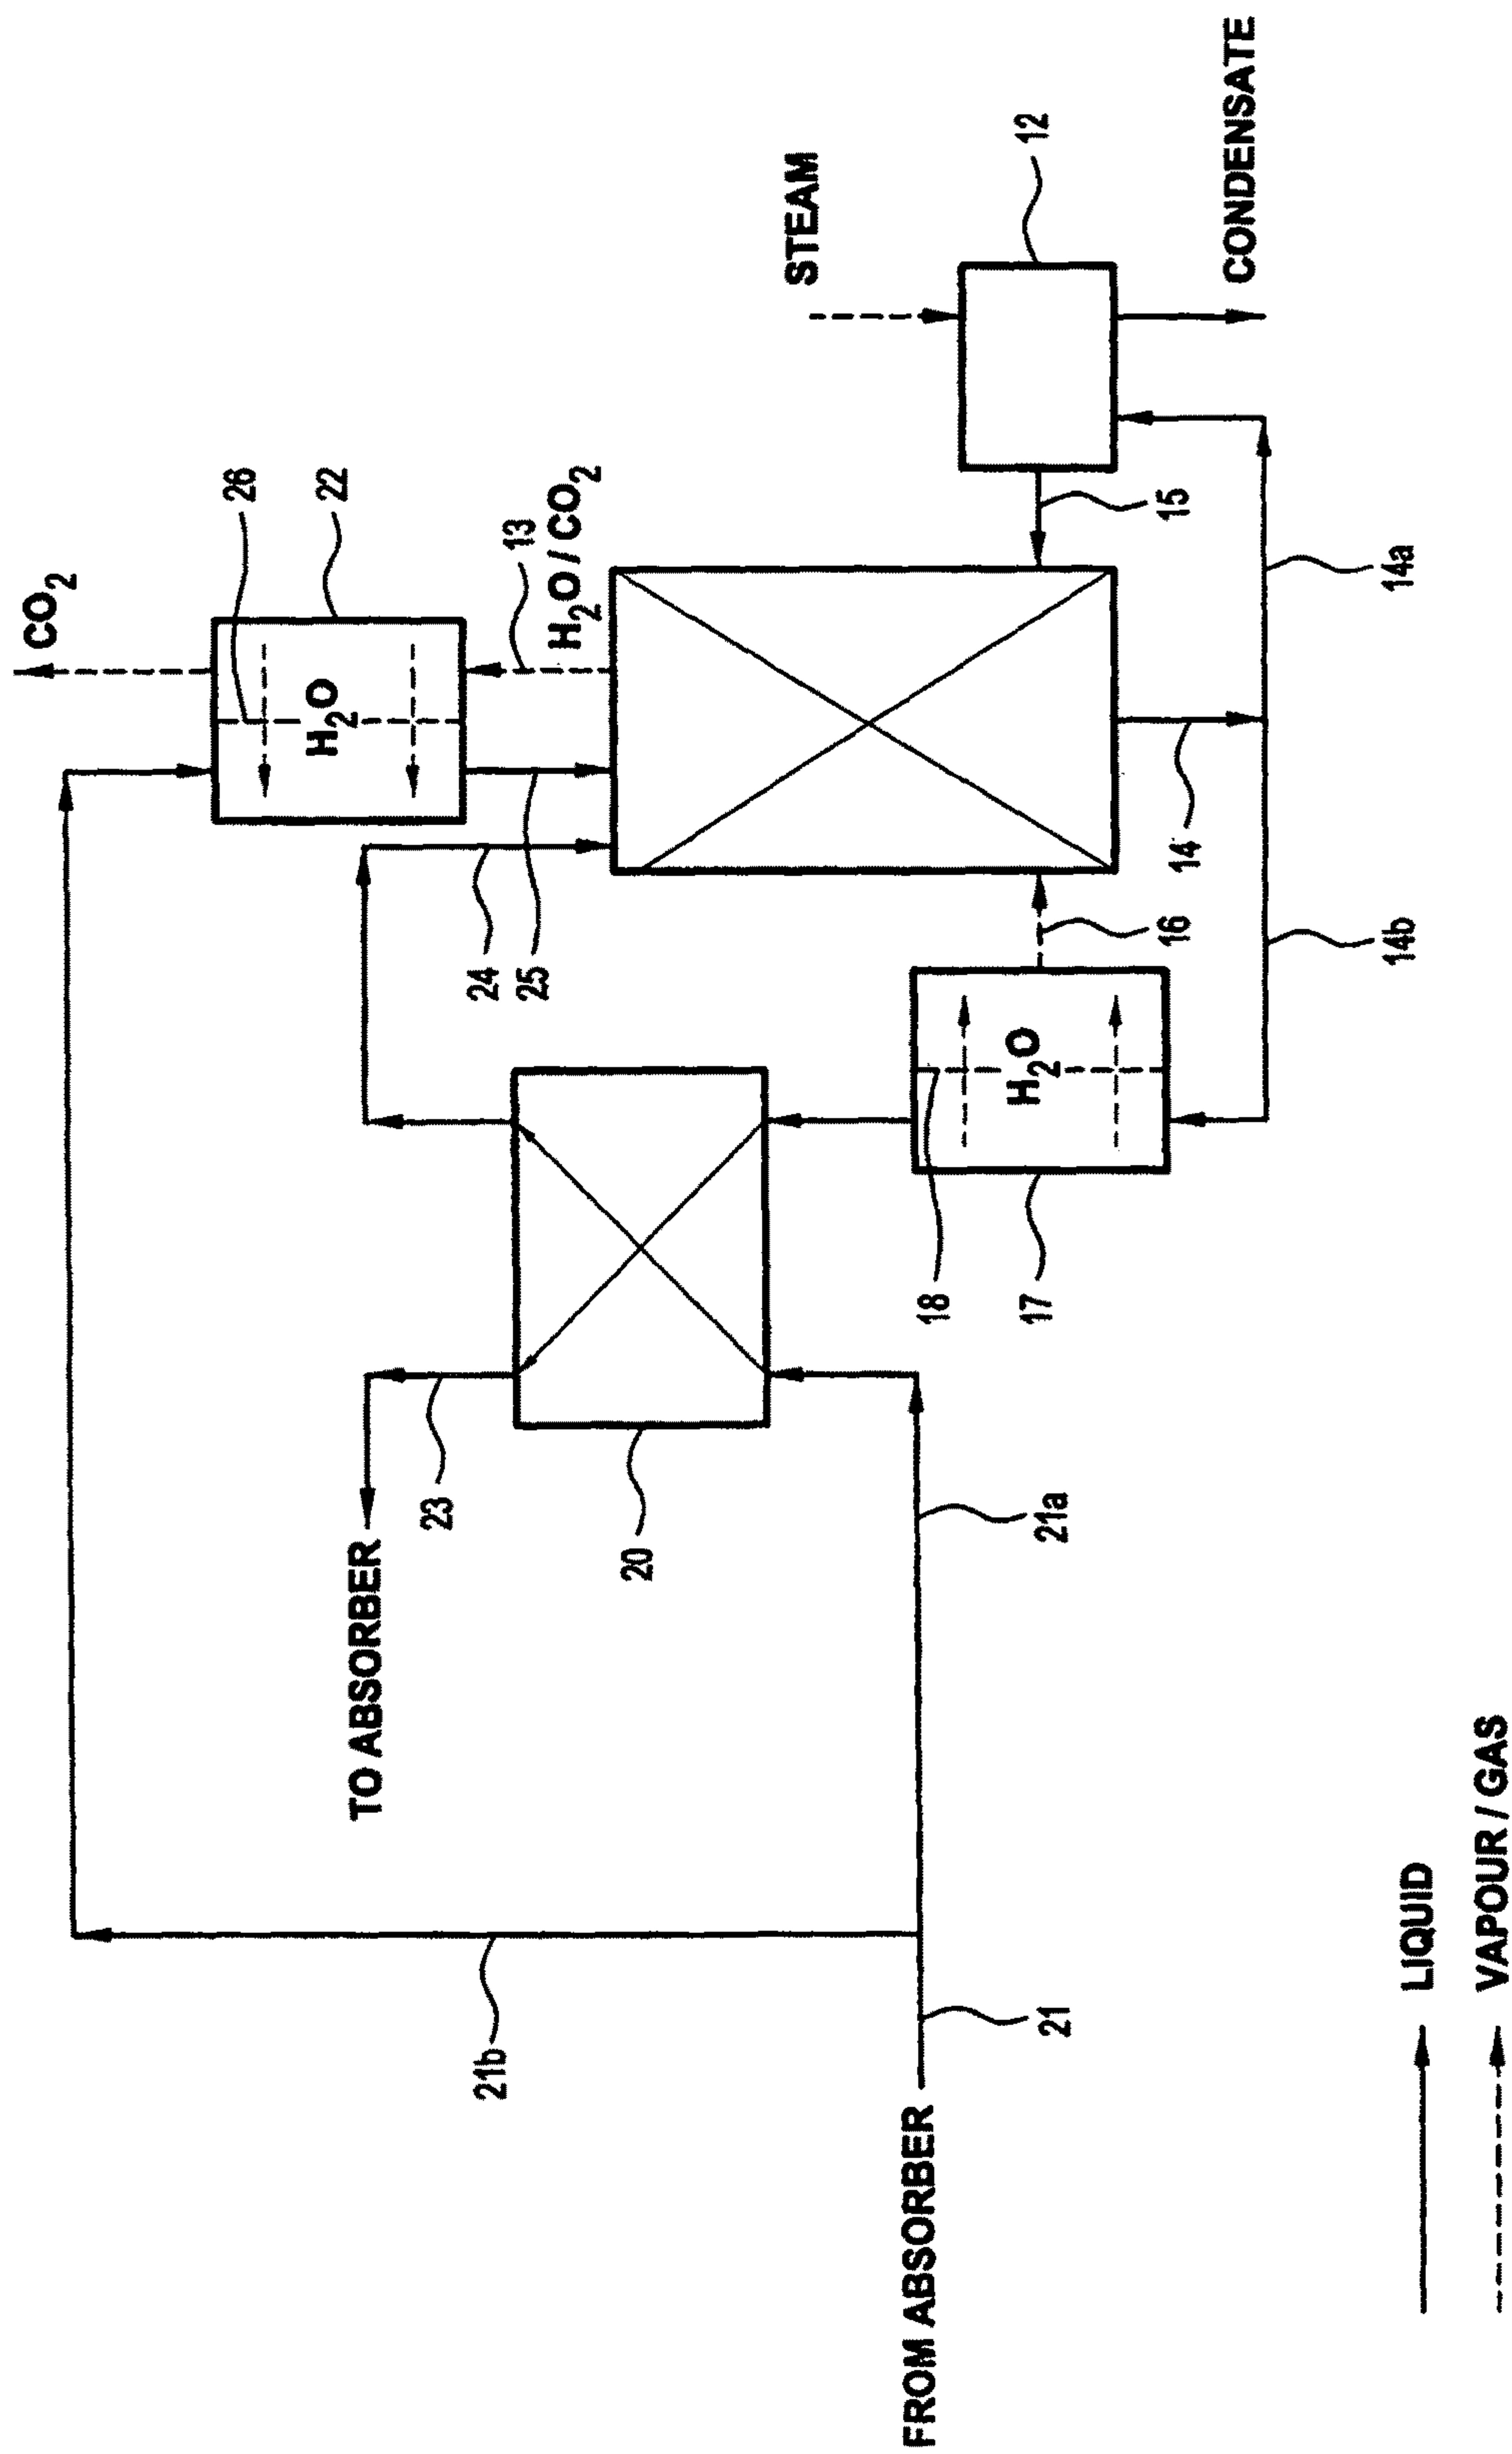 CO2
26
22
H2O
13
H2O / CO2
STEAM
12
CONDENSATE
15
14a
24
25
14
16
14b
H2O
18
17
TO ABSORBER
23
20
21a
21b
21
FROM ABSORBER
LIQUID
VAPOUR / GAS